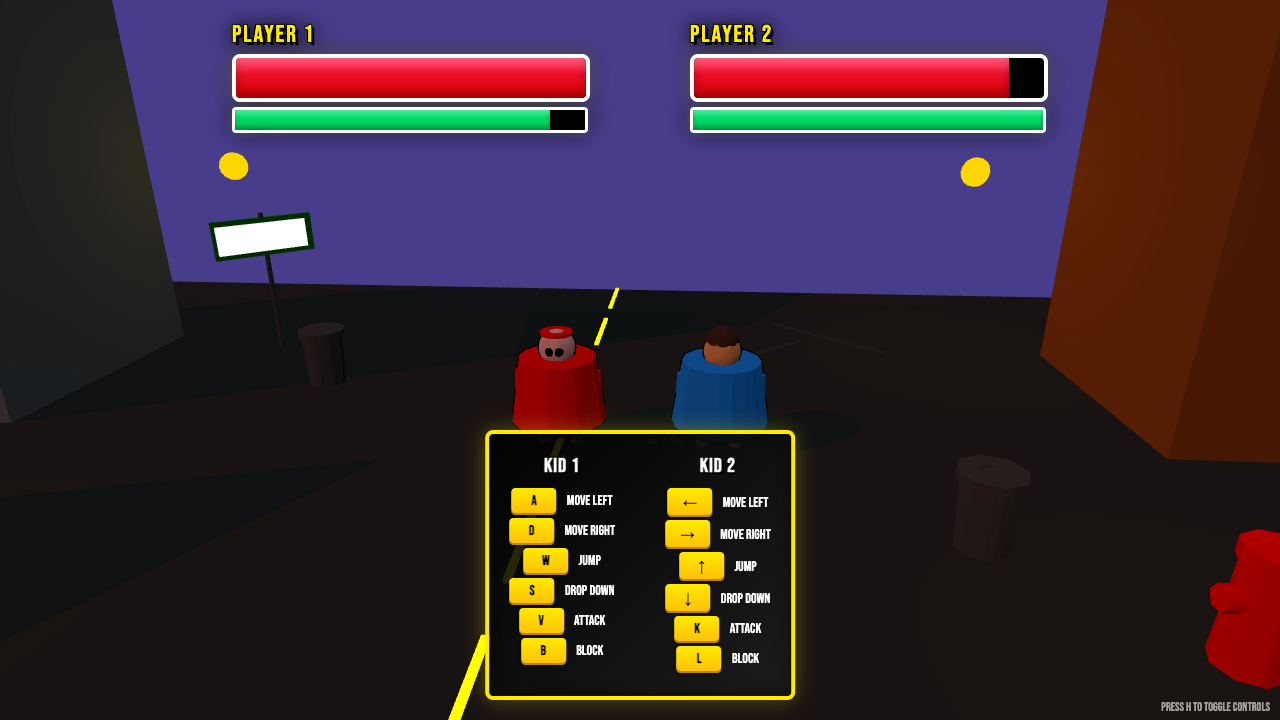 PLAYER 1
PLAYER 2
KID 1
A MOVE LEFT
D MOVE RIGHT
W JUMP
S DROP DOWN
V ATTACK
B BLOCK
KID 2
← MOVE LEFT
→ MOVE RIGHT
↑ JUMP
↓ DROP DOWN
K ATTACK
L BLOCK
PRESS H TO TOGGLE CONTROLS